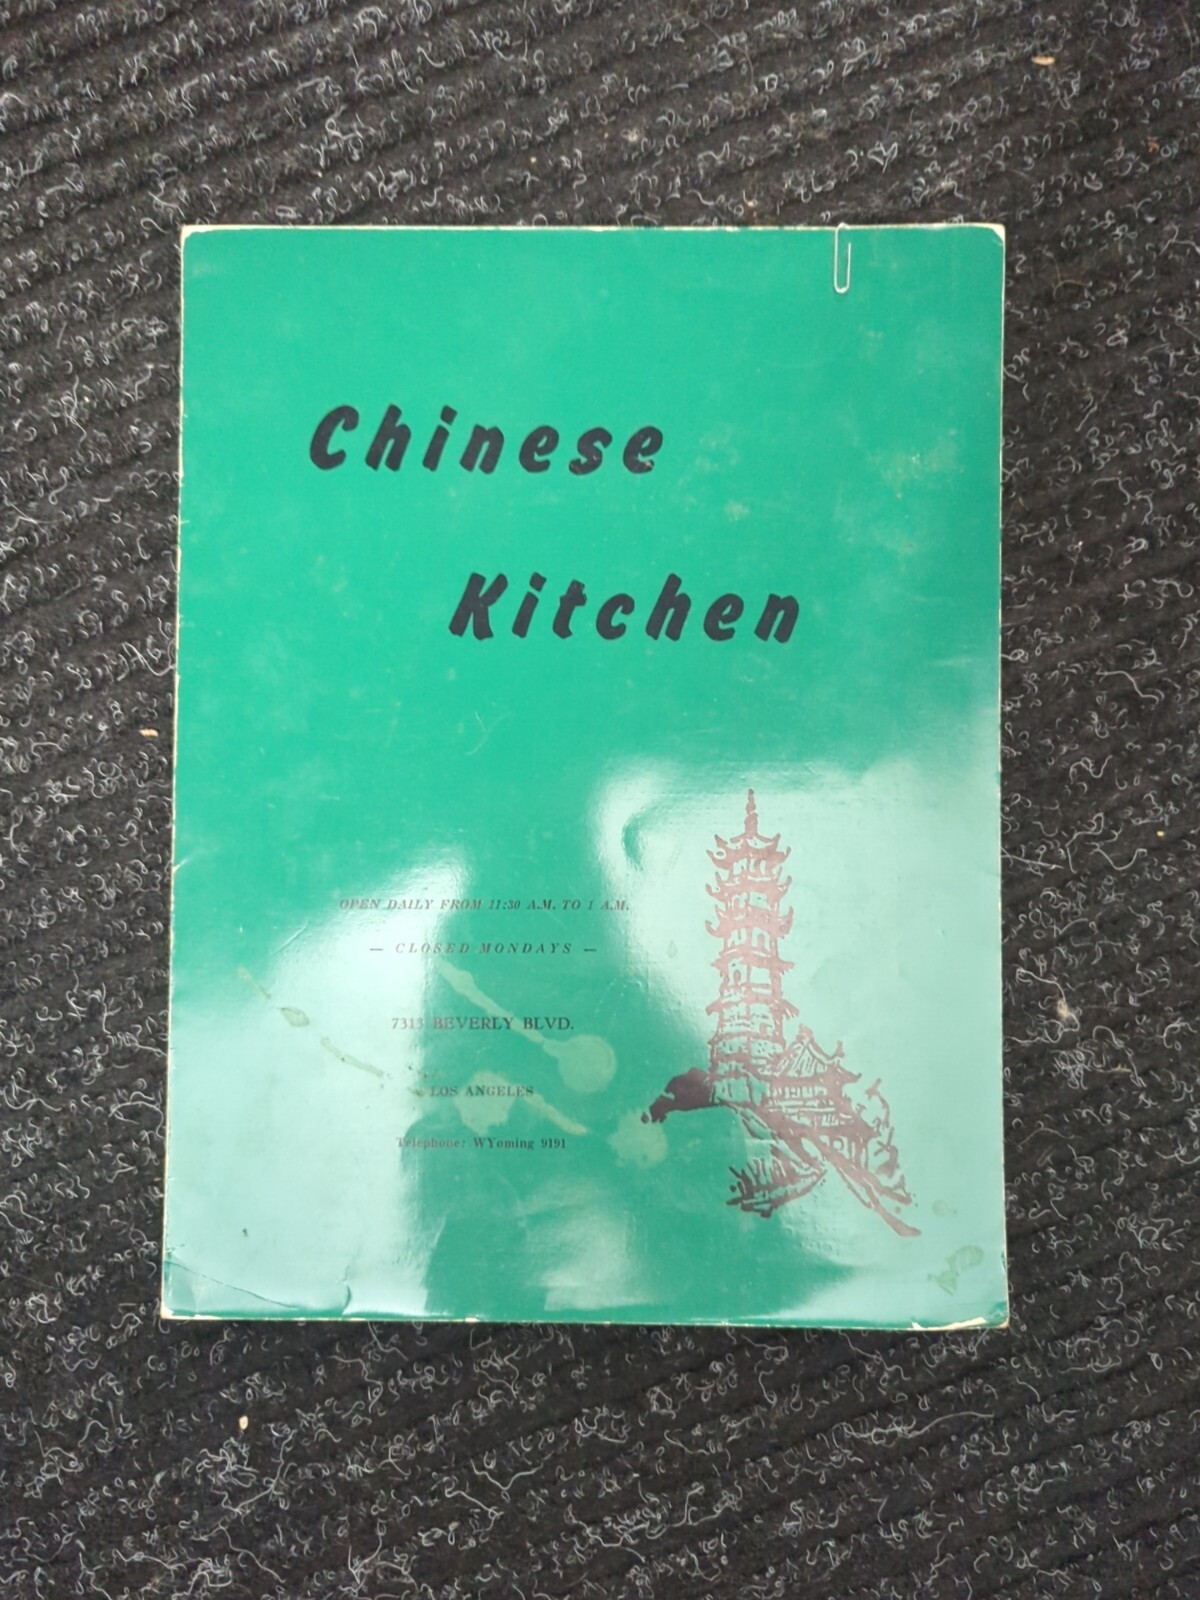 Chinese
Kitchen
OPEN DAILY FROM 11:30 A.M. TO 1 A.M.
— CLOSED MONDAYS —
7313 BEVERLY BLVD.
LOS ANGELES
Telephone: WYoming 9191